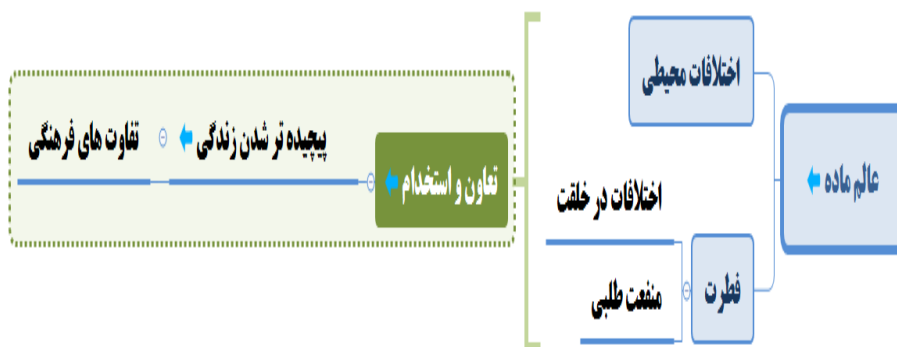 عالم ماده
اختلافات محیطی
فطرت
اختلافات در خلقت
منفعت طلبی
تعاون و استخدام
پیچیده تر شدن زندگی
تفاوت های فرهنگی